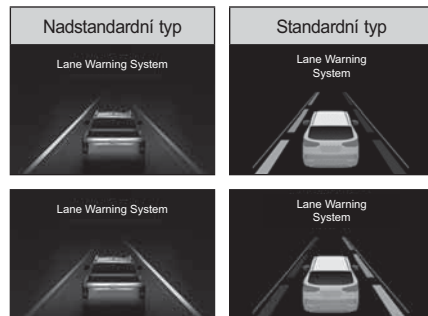 Nadstandardní typ
Standardní typ
Lane Warning System
Lane Warning
System
Lane Warning System
Lane Warning
System